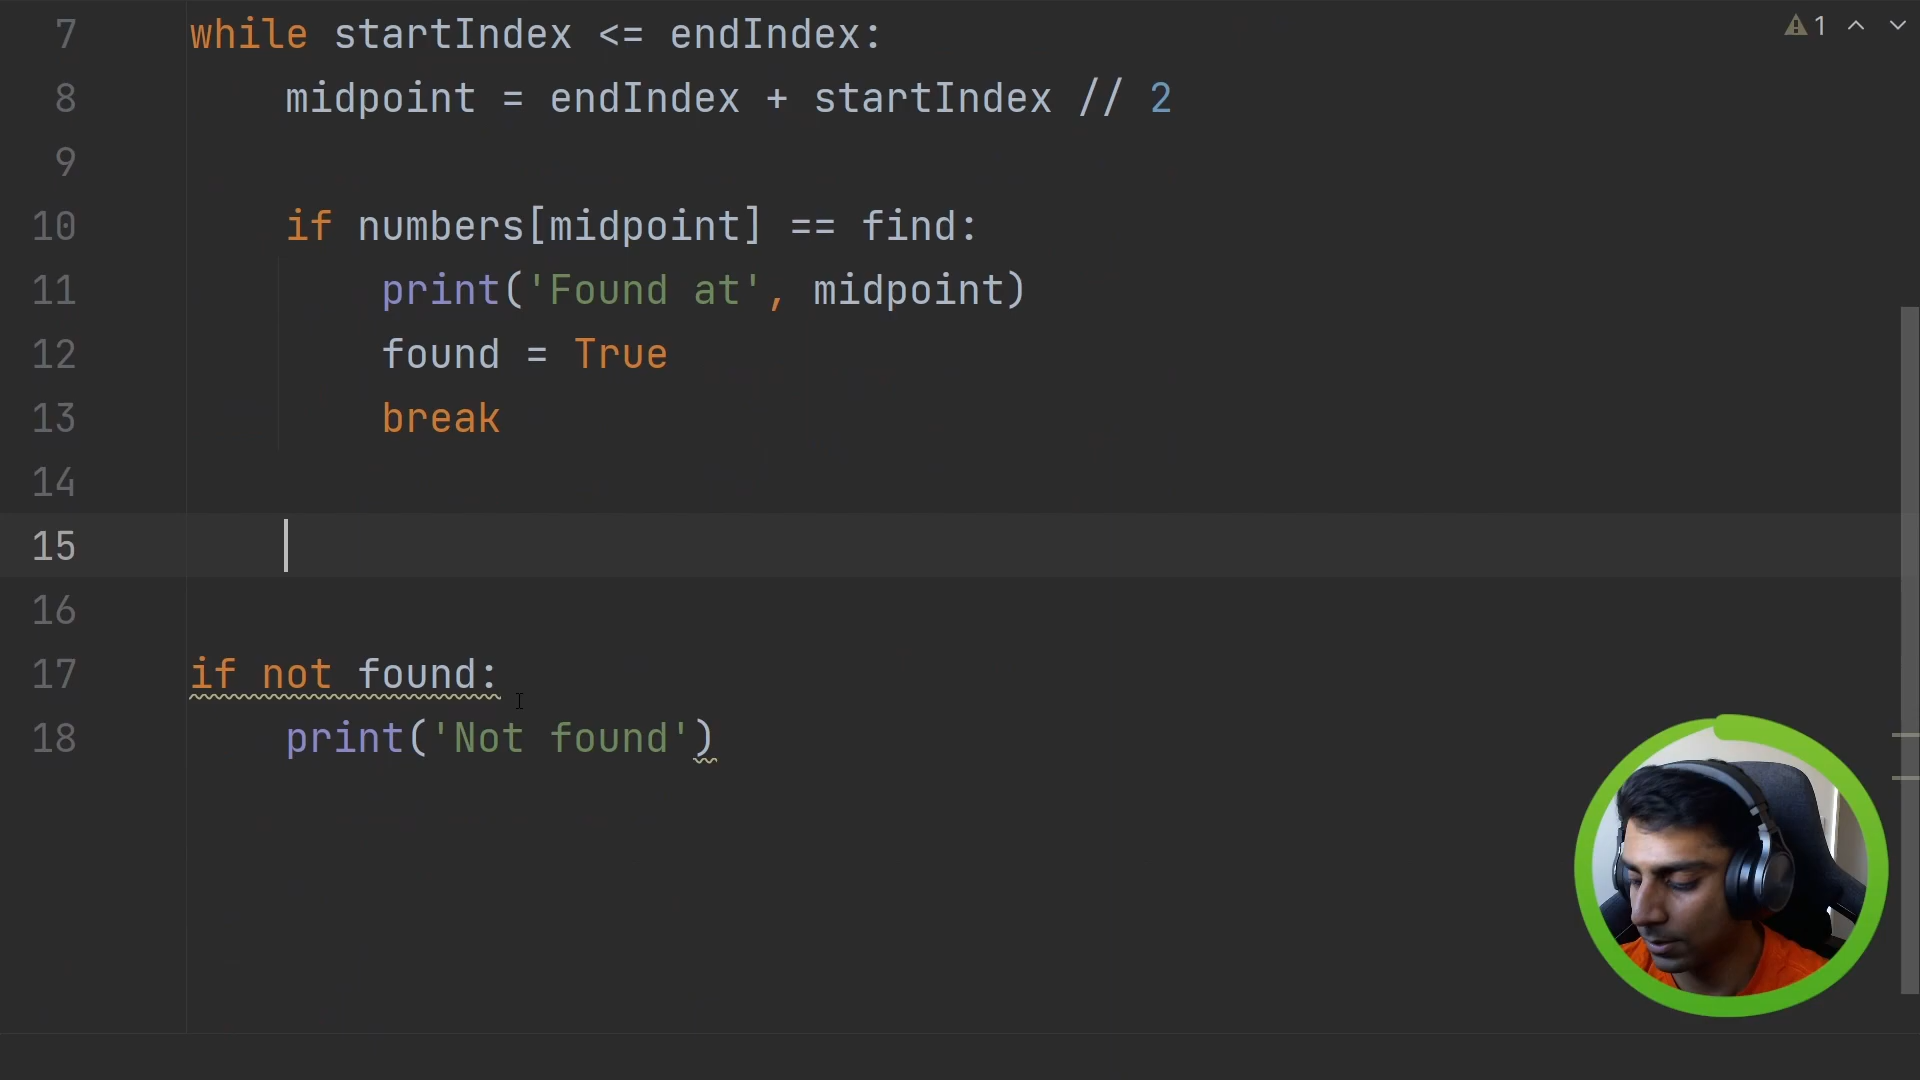 7 while startIndex <= endIndex:
8 midpoint = endIndex + startIndex // 2
9
10 if numbers[midpoint] == find:
11 print('Found at', midpoint)
12 found = True
13 break
14
15
16
17 if not found:
18 print('Not found')
1